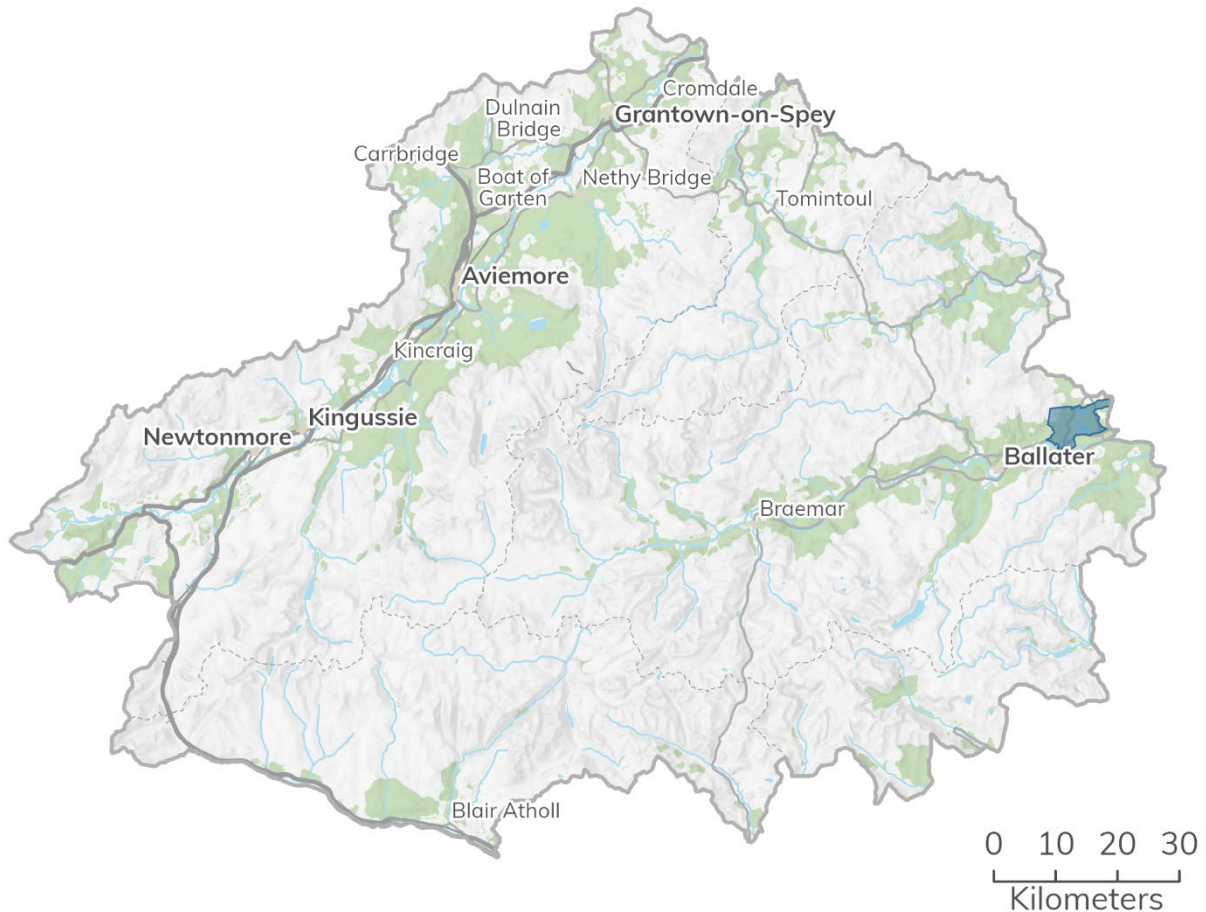 Cromdale
Dulnain
Bridge
Grantown-on-Spey
Carrbridge
Boat of
Garten
Nethy Bridge
Tomintoul
Aviemore
Kincraig
Kingussie
Newtonmore
Ballater
Braemar
Blair Atholl
0 10 20 30
Kilometers